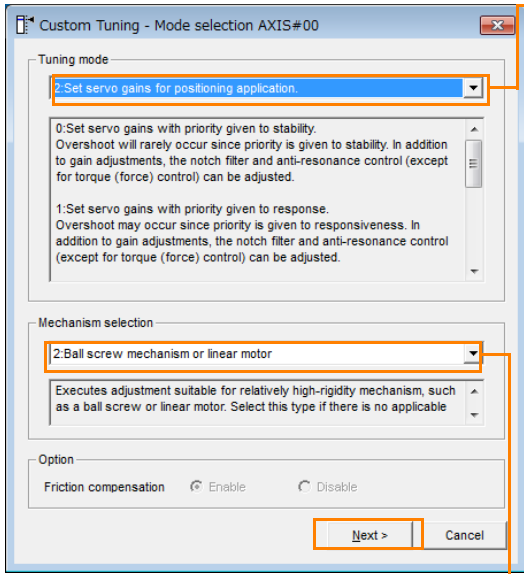 Custom Tuning - Mode selection AXIS#00
Tuning mode
2:Set servo gains for positioning application.
0:Set servo gains with priority given to stability.
Overshoot will rarely occur since priority is given to stability. In addition
to gain adjustments, the notch filter and anti-resonance control (except
for torque (force) control) can be adjusted.
1:Set servo gains with priority given to response.
Overshoot may occur since priority is given to responsiveness. In
addition to gain adjustments, the notch filter and anti-resonance control
(except for torque (force) control) can be adjusted.
Mechanism selection
2:Ball screw mechanism or linear motor
Executes adjustment suitable for relatively high-rigidity mechanism, such
as a ball screw or linear motor. Select this type if there is no applicable
Option
Friction compensation Enable Disable
Next > Cancel